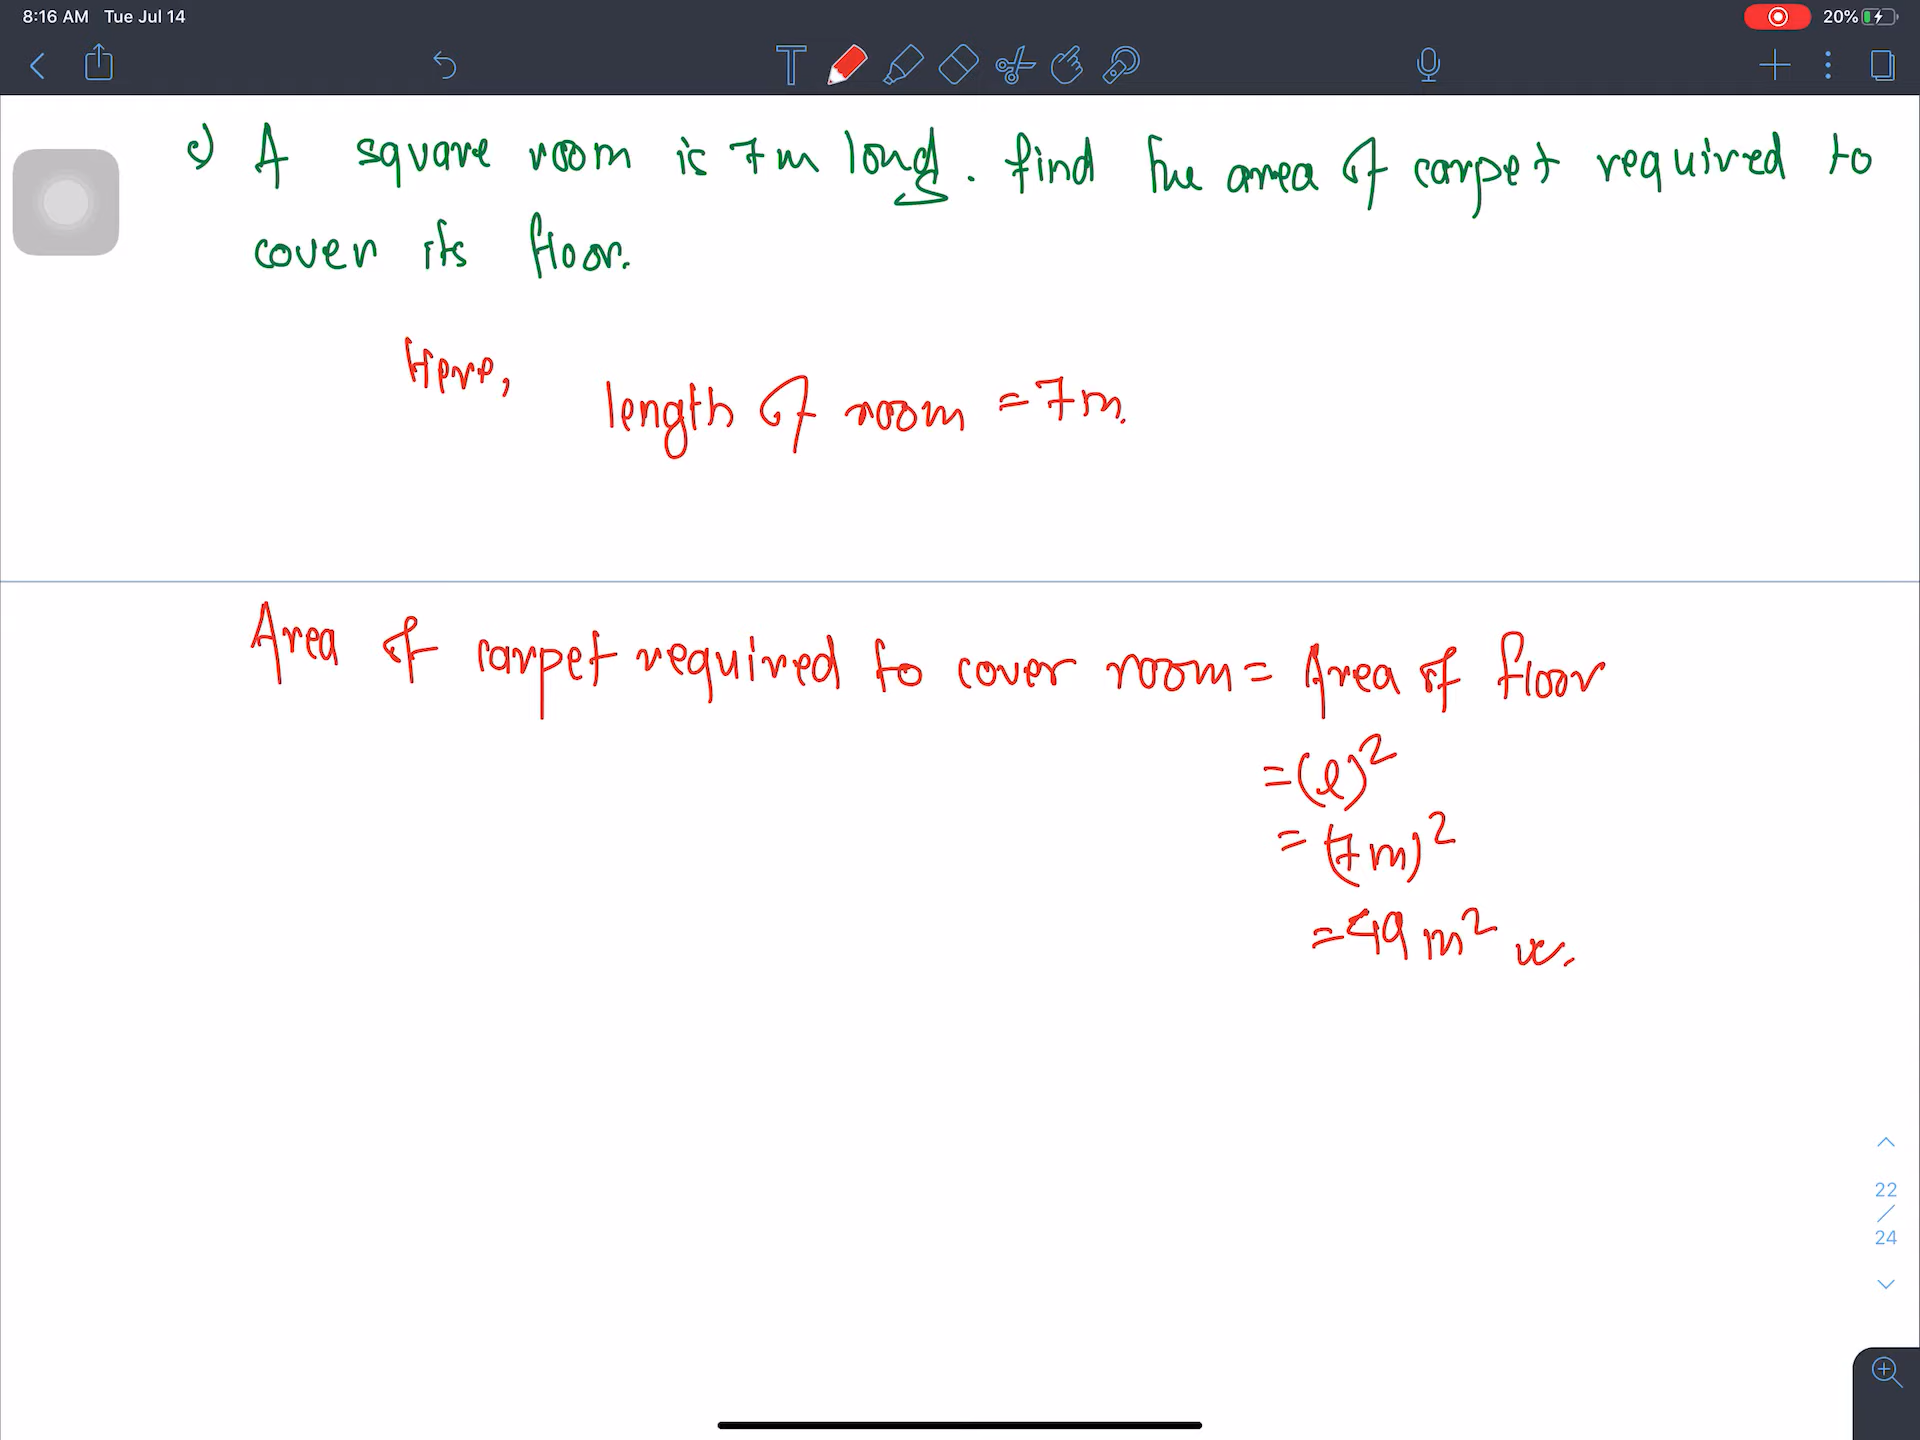 8:16 AM Tue Jul 14
20%
c) A square room is 7m long. find the area of carpet required to
cover its floor.
Here,
length of room = 7m.
Area of carpet required to cover room = Area of floor
= (l)²
= (7m)²
= 49 m²
22
/
24